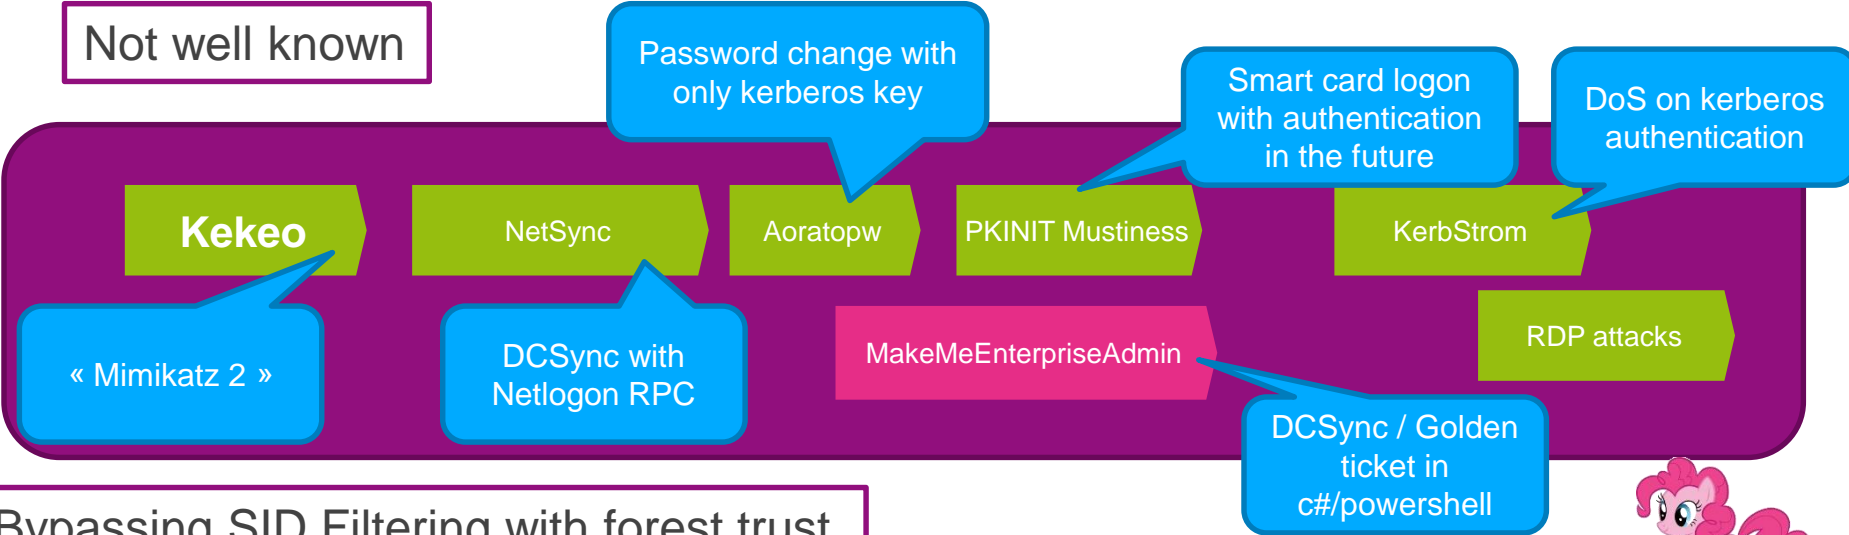 Not well known
Password change with
only kerberos key
Smart card logon
with authentication
in the future
DoS on kerberos
authentication
Kekeo
NetSync
Aoratopw
PKINIT Mustiness
KerbStrom
« Mimikatz 2 »
DCSync with
Netlogon RPC
MakeMeEnterpriseAdmin
RDP attacks
DCSync / Golden
ticket in
c#/powershell
Bypassing SID Filtering with forest trust